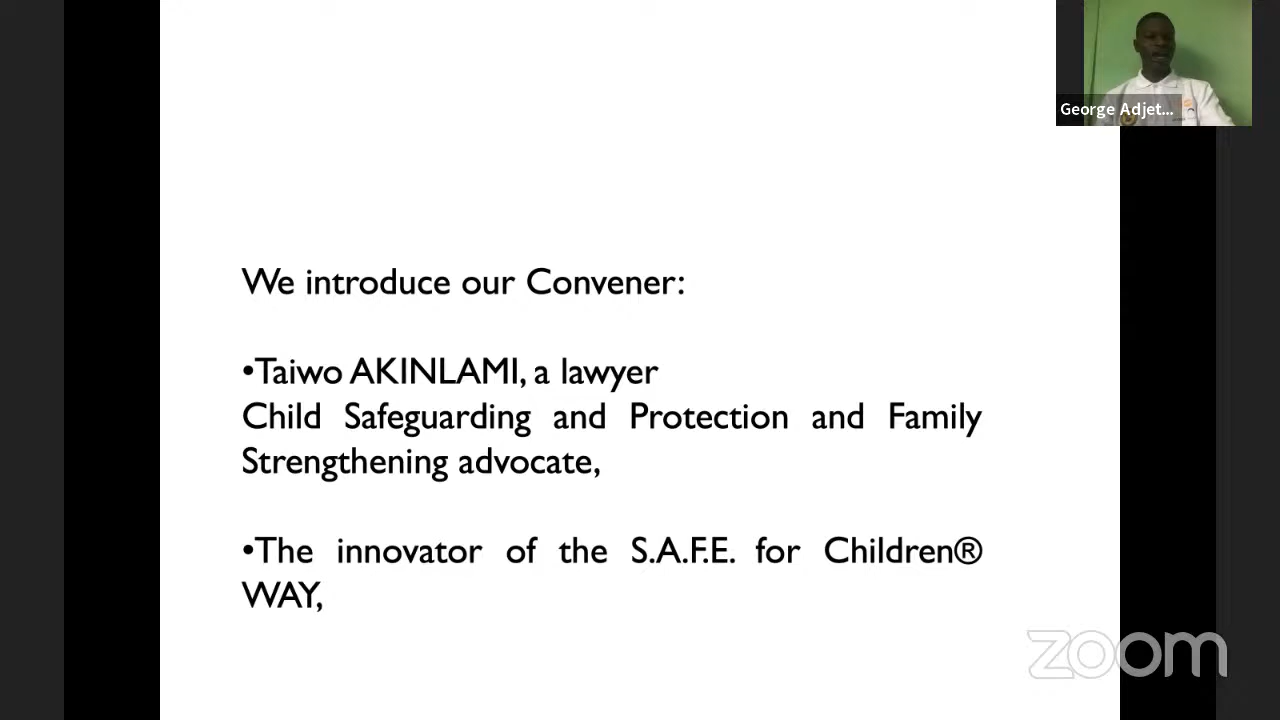 George Adjet...
We introduce our Convener:
•Taiwo AKINLAMI, a lawyer
Child Safeguarding and Protection and Family
Strengthening advocate,
•The innovator of the S.A.F.E. for Children®
WAY,
zoom